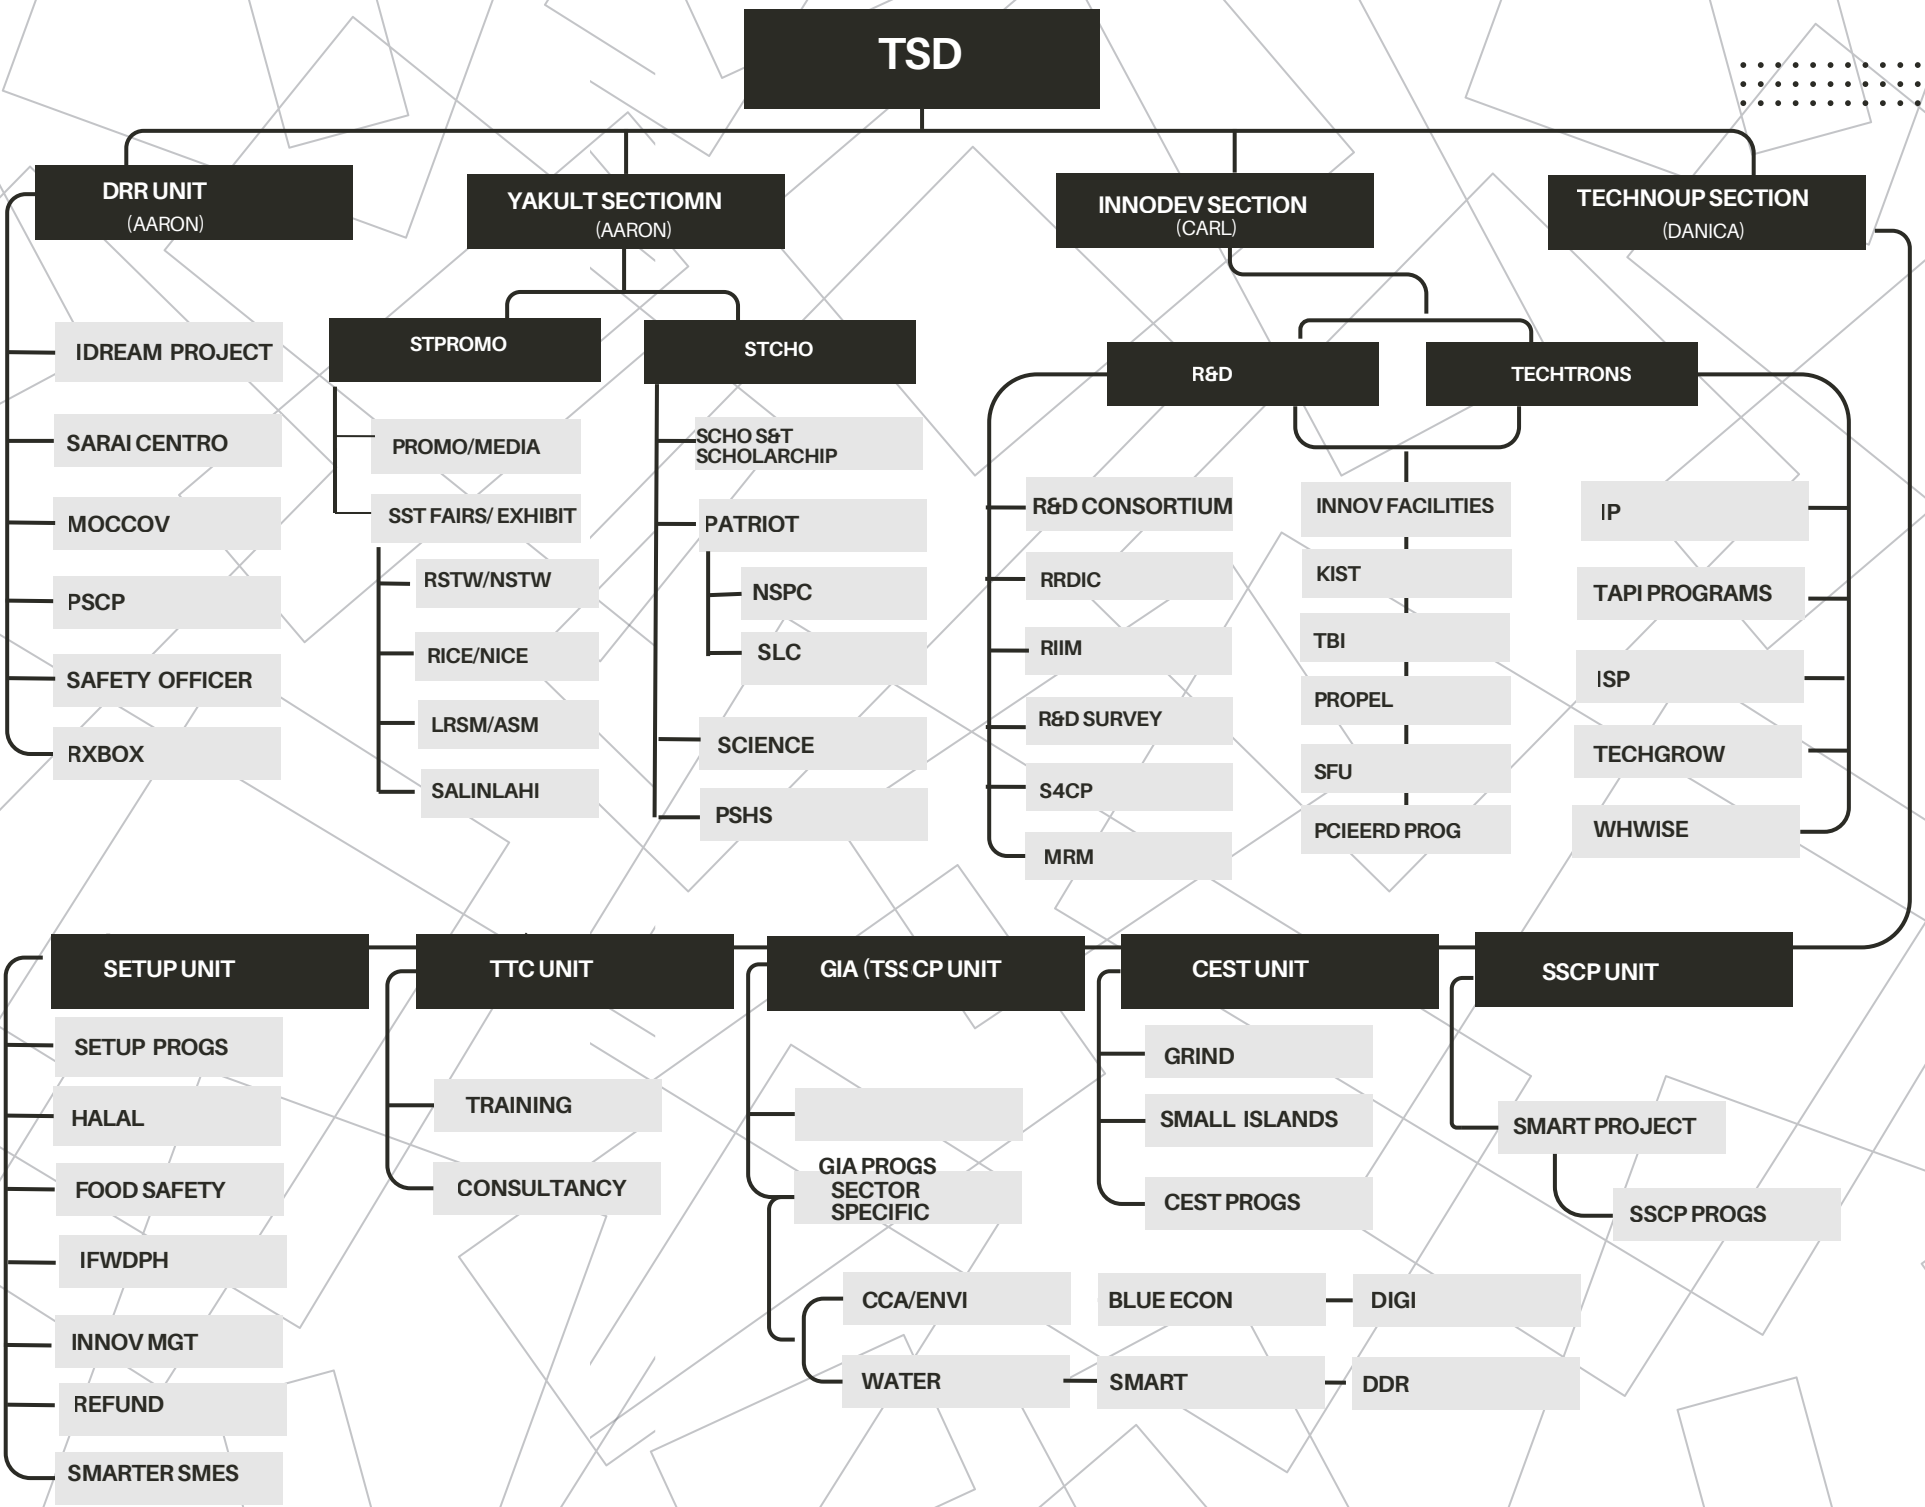 TSD
DRR UNIT
(AARON)
YAKULT SECTIOMN
(AARON)
INNODEV SECTION
(CARL)
TECHNOUP SECTION
(DANICA)
IDREAM PROJECT
SARAI CENTRO
MOCCOV
PSCP
SAFETY OFFICER
RXBOX
STPROMO
PROMO/MEDIA
SST FAIRS/ EXHIBIT
RSTW/NSTW
RICE/NICE
LRSM/ASM
SALINLAHI
STCHO
SCHO S&T
SCHOLARCHIP
PATRIOT
NSPC
SLC
SCIENCE
PSHS
R&D
TECHTRONS
R&D CONSORTIUM
RRDIC
RIIM
R&D SURVEY
S4CP
MRM
INNOV FACILITIES
KIST
TBI
PROPEL
SFU
PCIEERD PROG
IP
TAPI PROGRAMS
ISP
TECHGROW
WHWISE
SETUP UNIT
SETUP PROGS
HALAL
FOOD SAFETY
IFWDPH
INNOV MGT
REFUND
SMARTER SMES
TTC UNIT
TRAINING
CONSULTANCY
GIA (TSSCP UNIT
GIA PROGS
SECTOR
SPECIFIC
CCA/ENVI
BLUE ECON
DIGI
WATER
SMART
DDR
CEST UNIT
GRIND
SMALL ISLANDS
CEST PROGS
SSCP UNIT
SMART PROJECT
SSCP PROGS